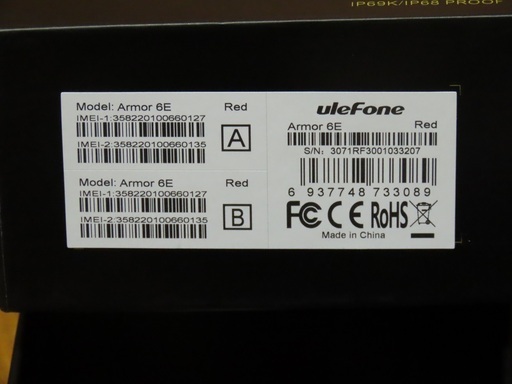 IP69K/IP68 PROOF
Model: Armor 6E Red
IMEI-1:358220100660127
A
IMEI-2:358220100660135
Model: Armor 6E Red
IMEI-1:358220100660127
B
IMEI-2:358220100660135
uleFone
Armor 6E Red
S/N: 3071RF3001033207
6 937748 733089
FC CE RoHS
Made in China